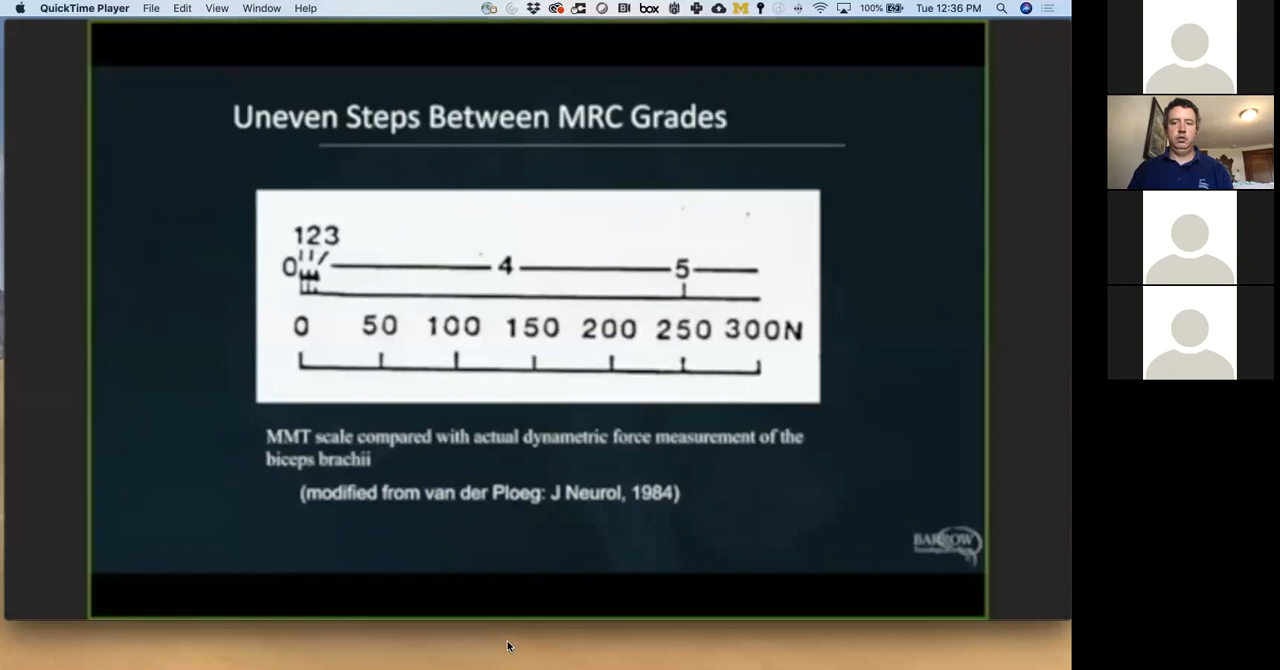 QuickTime Player File Edit View Window Help box 100% Tue 12:36 PM
Uneven Steps Between MRC Grades
123
0 4 5
0 50 100 150 200 250 300N
MMT scale compared with actual dynametric force measurement of the
biceps brachii
(modified from van der Ploeg: J Neurol, 1984)
BARROW